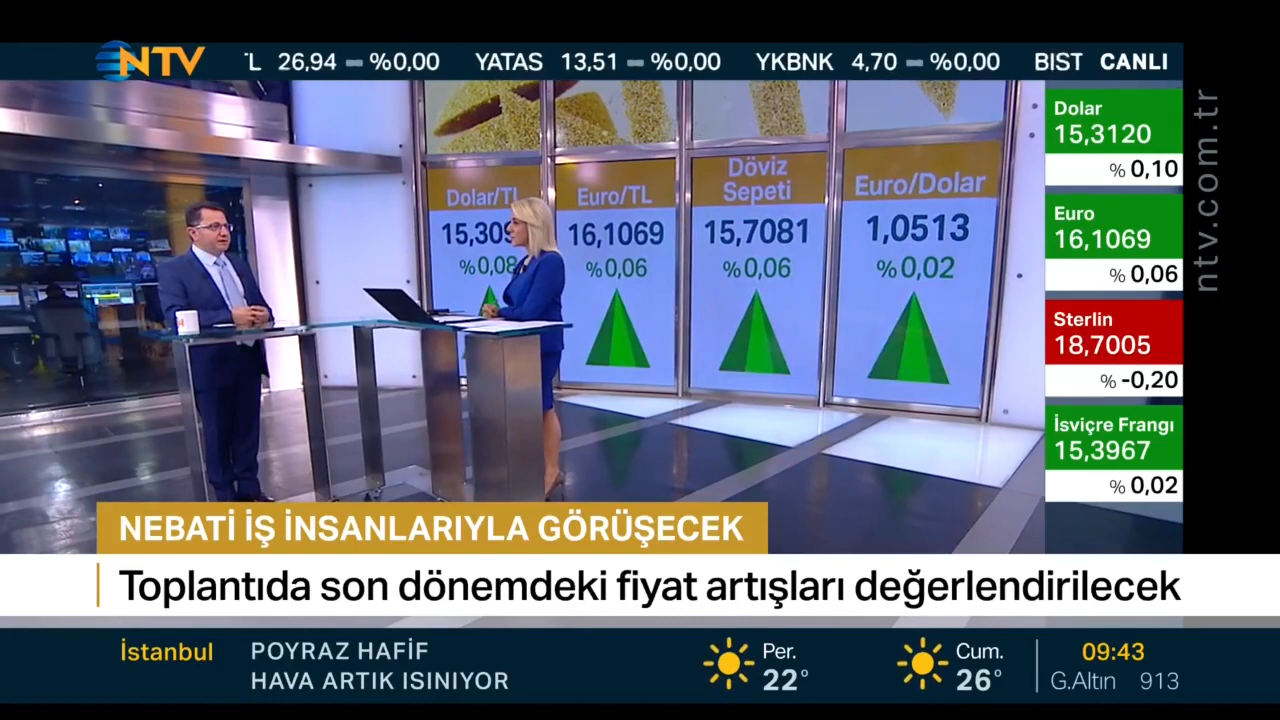 NTV
26,94 %0,00 YATAS 13,51 %0,00 YKBNK 4,70 %0,00 BIST CANLI
Dolar
15,3120
% 0,10
Euro
16,1069
% 0,06
Sterlin
18,7005
% -0,20
İsviçre Frangı
15,3967
% 0,02
ntv.com.tr
Dolar/TL
%0,08
Euro/TL
16,1069
%0,06
Döviz
Sepeti
15,7081
%0,06
Euro/Dolar
1,0513
%0,02
NEBATİ İŞ İNSANLARIYLA GÖRÜŞECEK
Toplantıda son dönemdeki fiyat artışları değerlendirilecek
İstanbul
POYRAZ HAFİF
HAVA ARTIK ISINIYOR
Per.
22°
Cum.
26°
09:43
G.Altın 913